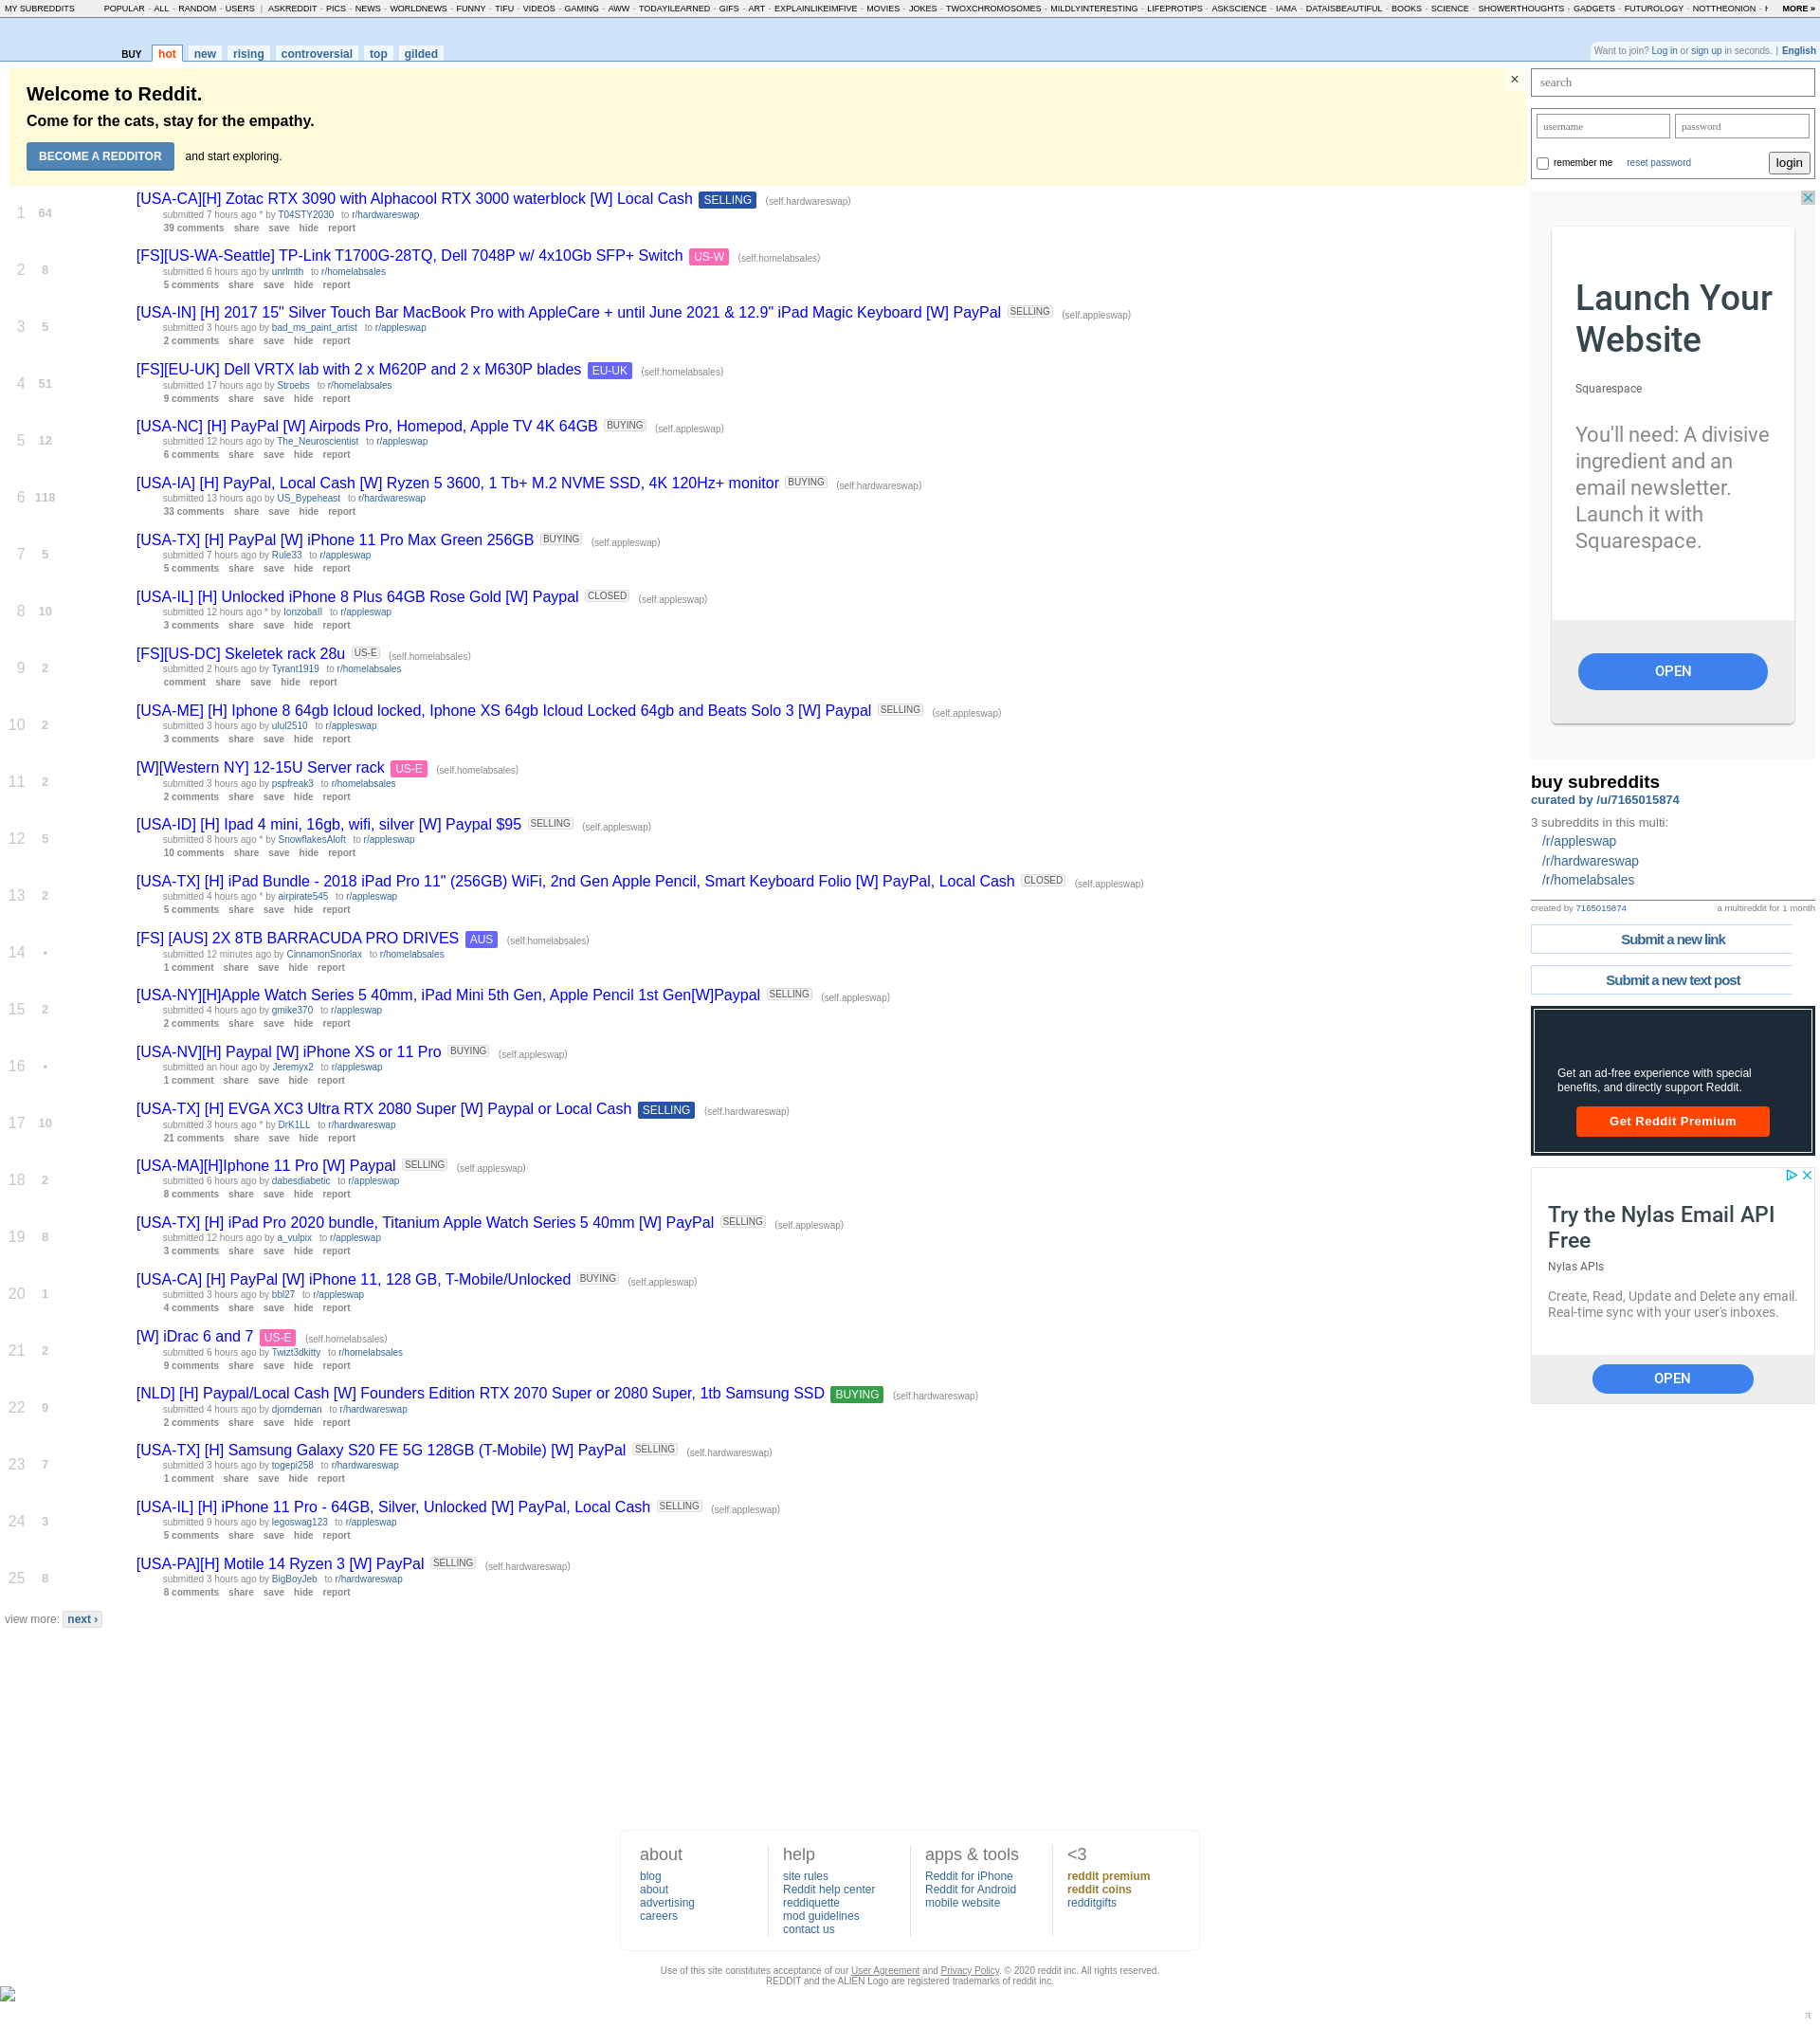 MY SUBREDDITS POPULAR - ALL - RANDOM - USERS | ASKREDDIT - PICS - NEWS - WORLDNEWS - FUNNY - TIFU - VIDEOS - GAMING - AWW - TODAYILEARNED - GIFS - ART - EXPLAINLIKEIMFIVE - MOVIES - JOKES - TWOXCHROMOSOMES - MILDLYINTERESTING - LIFEPROTIPS - ASKSCIENCE - IAMA - DATAISBEAUTIFUL - BOOKS - SCIENCE - SHOWERTHOUGHTS - GADGETS - FUTUROLOGY - NOTTHEONION - MORE »
BUY hot new rising controversial top gilded
Want to join? Log in or sign up in seconds. | English
Welcome to Reddit.
Come for the cats, stay for the empathy.
BECOME A REDDITOR and start exploring.
×
1 64 [USA-CA][H] Zotac RTX 3090 with Alphacool RTX 3000 waterblock [W] Local Cash SELLING (self.hardwareswap)
submitted 7 hours ago * by T04STY2030 to r/hardwareswap
39 comments share save hide report
2 8 [FS][US-WA-Seattle] TP-Link T1700G-28TQ, Dell 7048P w/ 4x10Gb SFP+ Switch US-W (self.homelabsales)
submitted 6 hours ago by unrlmth to r/homelabsales
5 comments share save hide report
3 5 [USA-IN] [H] 2017 15" Silver Touch Bar MacBook Pro with AppleCare + until June 2021 & 12.9" iPad Magic Keyboard [W] PayPal SELLING (self.appleswap)
submitted 3 hours ago by bad_ms_paint_artist to r/appleswap
2 comments share save hide report
4 51 [FS][EU-UK] Dell VRTX lab with 2 x M620P and 2 x M630P blades EU-UK (self.homelabsales)
submitted 17 hours ago by Stroebs to r/homelabsales
9 comments share save hide report
5 12 [USA-NC] [H] PayPal [W] Airpods Pro, Homepod, Apple TV 4K 64GB BUYING (self.appleswap)
submitted 12 hours ago by The_Neuroscientist to r/appleswap
6 comments share save hide report
6 118 [USA-IA] [H] PayPal, Local Cash [W] Ryzen 5 3600, 1 Tb+ M.2 NVME SSD, 4K 120Hz+ monitor BUYING (self.hardwareswap)
submitted 13 hours ago by US_Bypeheast to r/hardwareswap
33 comments share save hide report
7 5 [USA-TX] [H] PayPal [W] iPhone 11 Pro Max Green 256GB BUYING (self.appleswap)
submitted 7 hours ago by Rule33 to r/appleswap
5 comments share save hide report
8 10 [USA-IL] [H] Unlocked iPhone 8 Plus 64GB Rose Gold [W] Paypal CLOSED (self.appleswap)
submitted 12 hours ago * by lonzoball to r/appleswap
3 comments share save hide report
9 2 [FS][US-DC] Skeletek rack 28u US-E (self.homelabsales)
submitted 2 hours ago by Tyrant1919 to r/homelabsales
comment share save hide report
10 2 [USA-ME] [H] Iphone 8 64gb Icloud locked, Iphone XS 64gb Icloud Locked 64gb and Beats Solo 3 [W] Paypal SELLING (self.appleswap)
submitted 3 hours ago by ulul2510 to r/appleswap
3 comments share save hide report
11 2 [W][Western NY] 12-15U Server rack US-E (self.homelabsales)
submitted 3 hours ago by pspfreak3 to r/homelabsales
2 comments share save hide report
12 5 [USA-ID] [H] Ipad 4 mini, 16gb, wifi, silver [W] Paypal $95 SELLING (self.appleswap)
submitted 8 hours ago * by SnowflakesAloft to r/appleswap
10 comments share save hide report
13 2 [USA-TX] [H] iPad Bundle - 2018 iPad Pro 11" (256GB) WiFi, 2nd Gen Apple Pencil, Smart Keyboard Folio [W] PayPal, Local Cash CLOSED (self.appleswap)
submitted 4 hours ago * by airpirate545 to r/appleswap
5 comments share save hide report
14 • [FS] [AUS] 2X 8TB BARRACUDA PRO DRIVES AUS (self.homelabsales)
submitted 12 minutes ago by CinnamonSnorlax to r/homelabsales
1 comment share save hide report
15 2 [USA-NY][H]Apple Watch Series 5 40mm, iPad Mini 5th Gen, Apple Pencil 1st Gen[W]Paypal SELLING (self.appleswap)
submitted 4 hours ago by gmike370 to r/appleswap
2 comments share save hide report
16 • [USA-NV][H] Paypal [W] iPhone XS or 11 Pro BUYING (self.appleswap)
submitted an hour ago by Jeremyx2 to r/appleswap
1 comment share save hide report
17 10 [USA-TX] [H] EVGA XC3 Ultra RTX 2080 Super [W] Paypal or Local Cash SELLING (self.hardwareswap)
submitted 3 hours ago * by DrK1LL to r/hardwareswap
21 comments share save hide report
18 2 [USA-MA][H]Iphone 11 Pro [W] Paypal SELLING (self.appleswap)
submitted 6 hours ago by dabesdiabetic to r/appleswap
8 comments share save hide report
19 8 [USA-TX] [H] iPad Pro 2020 bundle, Titanium Apple Watch Series 5 40mm [W] PayPal SELLING (self.appleswap)
submitted 12 hours ago by a_vulpix to r/appleswap
3 comments share save hide report
20 1 [USA-CA] [H] PayPal [W] iPhone 11, 128 GB, T-Mobile/Unlocked BUYING (self.appleswap)
submitted 3 hours ago by bbl27 to r/appleswap
4 comments share save hide report
21 2 [W] iDrac 6 and 7 US-E (self.homelabsales)
submitted 6 hours ago by Twizt3dkitty to r/homelabsales
9 comments share save hide report
22 9 [NLD] [H] Paypal/Local Cash [W] Founders Edition RTX 2070 Super or 2080 Super, 1tb Samsung SSD BUYING (self.hardwareswap)
submitted 4 hours ago by djorndeman to r/hardwareswap
2 comments share save hide report
23 7 [USA-TX] [H] Samsung Galaxy S20 FE 5G 128GB (T-Mobile) [W] PayPal SELLING (self.hardwareswap)
submitted 3 hours ago by togepi258 to r/hardwareswap
1 comment share save hide report
24 3 [USA-IL] [H] iPhone 11 Pro - 64GB, Silver, Unlocked [W] PayPal, Local Cash SELLING (self.appleswap)
submitted 9 hours ago by legoswag123 to r/appleswap
5 comments share save hide report
25 8 [USA-PA][H] Motile 14 Ryzen 3 [W] PayPal SELLING (self.hardwareswap)
submitted 3 hours ago by BigBoyJeb to r/hardwareswap
8 comments share save hide report
view more: next ›
search
username password
remember me reset password login
Launch Your
Website
Squarespace
You'll need: A divisive
ingredient and an
email newsletter.
Launch it with
Squarespace.
OPEN
buy subreddits
curated by /u/7165015874
3 subreddits in this multi:
/r/appleswap
/r/hardwareswap
/r/homelabsales
created by 7165015874 a multireddit for 1 month
Submit a new link
Submit a new text post
Get an ad-free experience with special
benefits, and directly support Reddit.
Get Reddit Premium
Try the Nylas Email API
Free
Nylas APIs
Create, Read, Update and Delete any email.
Real-time sync with your user's inboxes.
OPEN
about
blog
about
advertising
careers
help
site rules
Reddit help center
reddiquette
mod guidelines
contact us
apps & tools
Reddit for iPhone
Reddit for Android
mobile website
<3
reddit premium
reddit coins
redditgifts
Use of this site constitutes acceptance of our User Agreement and Privacy Policy. © 2020 reddit inc. All rights reserved.
REDDIT and the ALIEN Logo are registered trademarks of reddit inc.
π